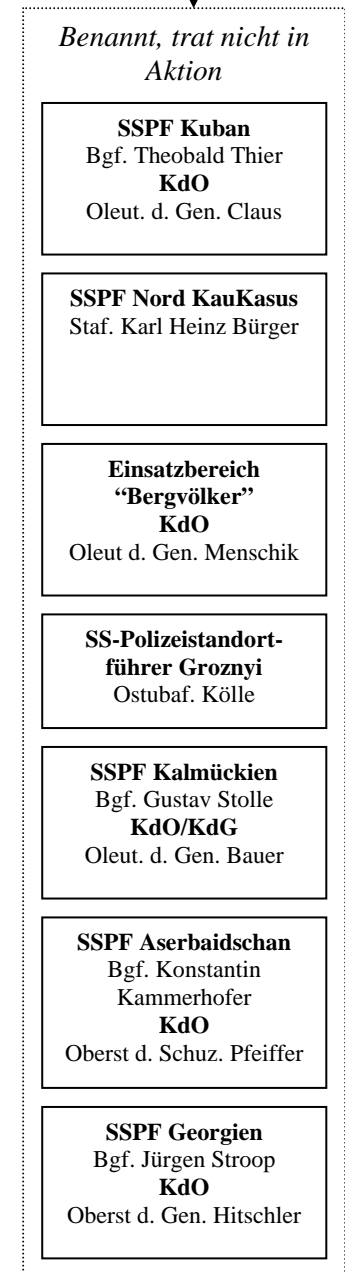 Benannt, trat nicht in
Aktion
SSPF Kuban
Bgf. Theobald Thier
KdO
Oleut. d. Gen. Claus
SSPF Nord KauKasus
Staf. Karl Heinz Bürger
Einsatzbereich
“Bergvölker”
KdO
Oleut d. Gen. Menschik
SS-Polizeistandort-
führer Groznyi
Ostubaf. Kölle
SSPF Kalmückien
Bgf. Gustav Stolle
KdO/KdG
Oleut. d. Gen. Bauer
SSPF Aserbaidschan
Bgf. Konstantin
Kammerhofer
KdO
Oberst d. Schuz. Pfeiffer
SSPF Georgien
Bgf. Jürgen Stroop
KdO
Oberst d. Gen. Hitschler